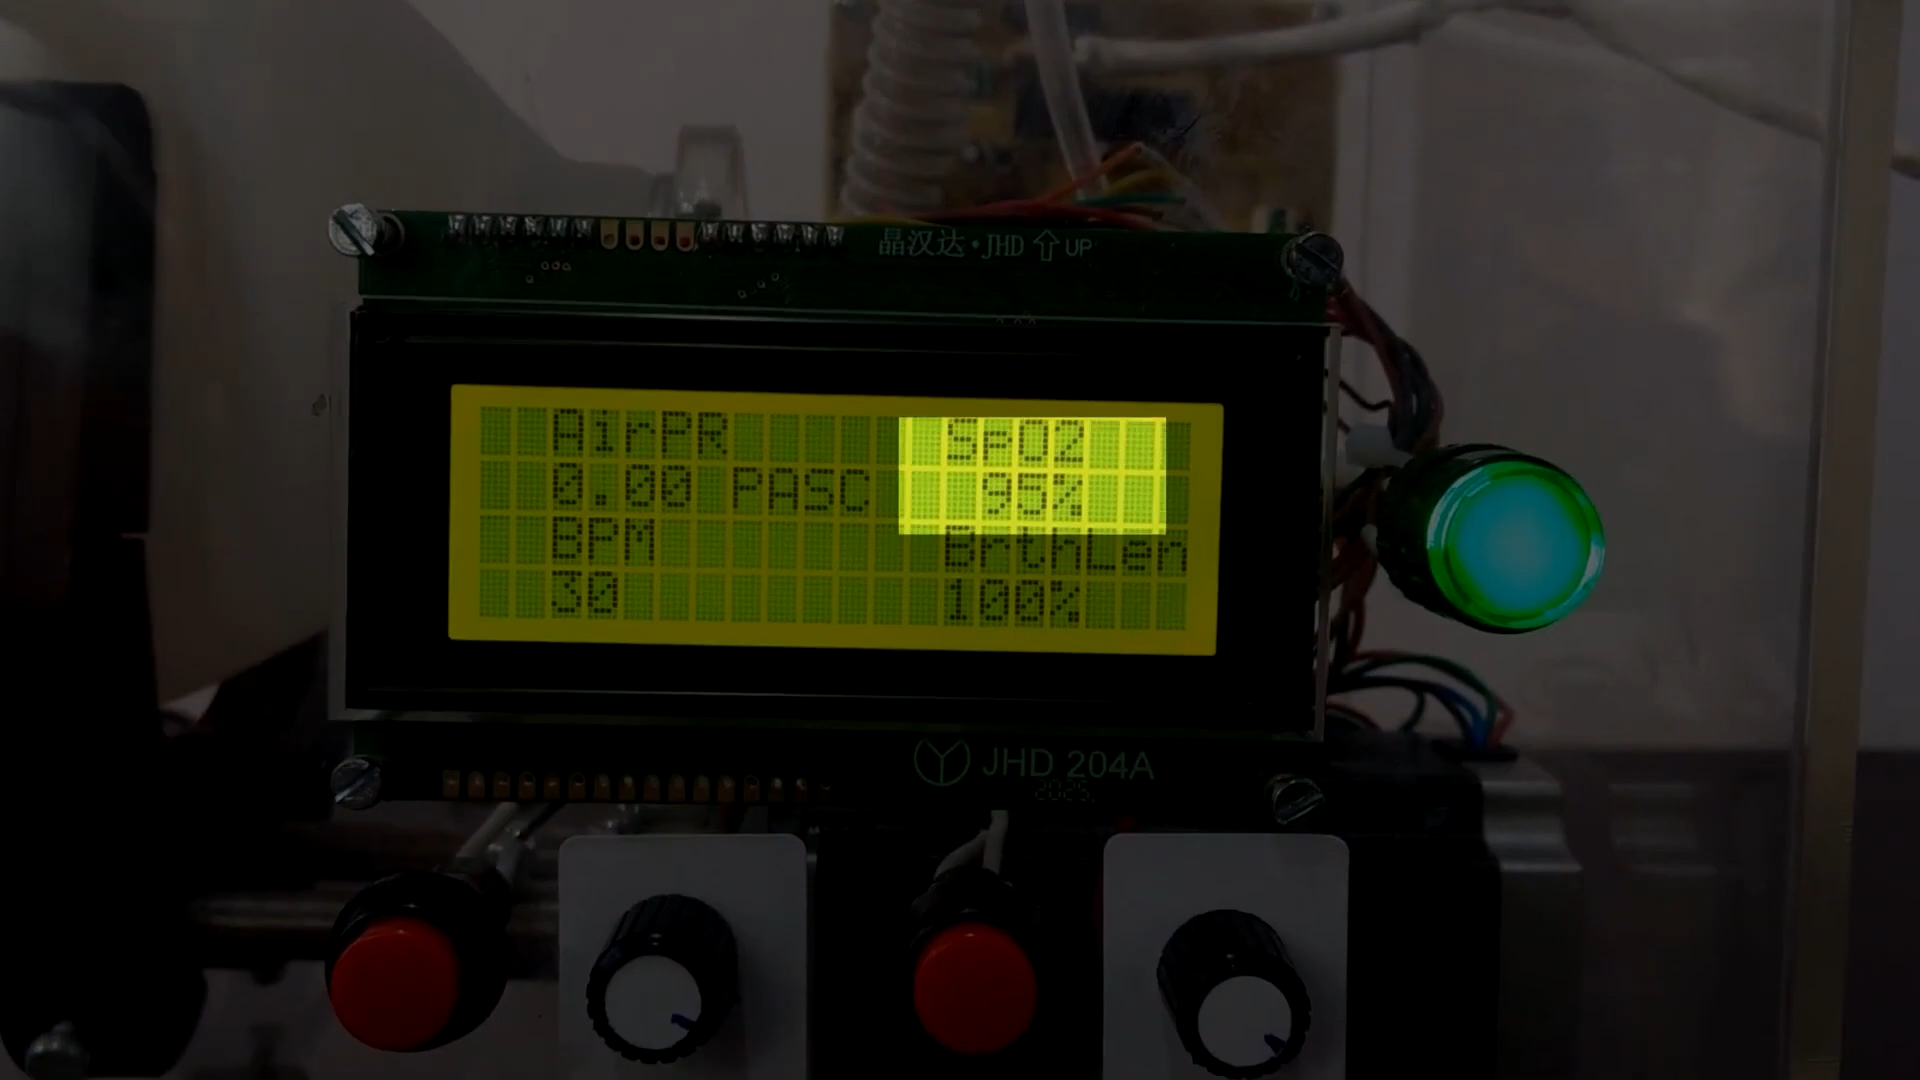 晶汉达·JHD ⇧ UP
AirPR SpO2
0.00 PASC 95%
BPM BrthLen
30 100%
JHD 204A
2025.